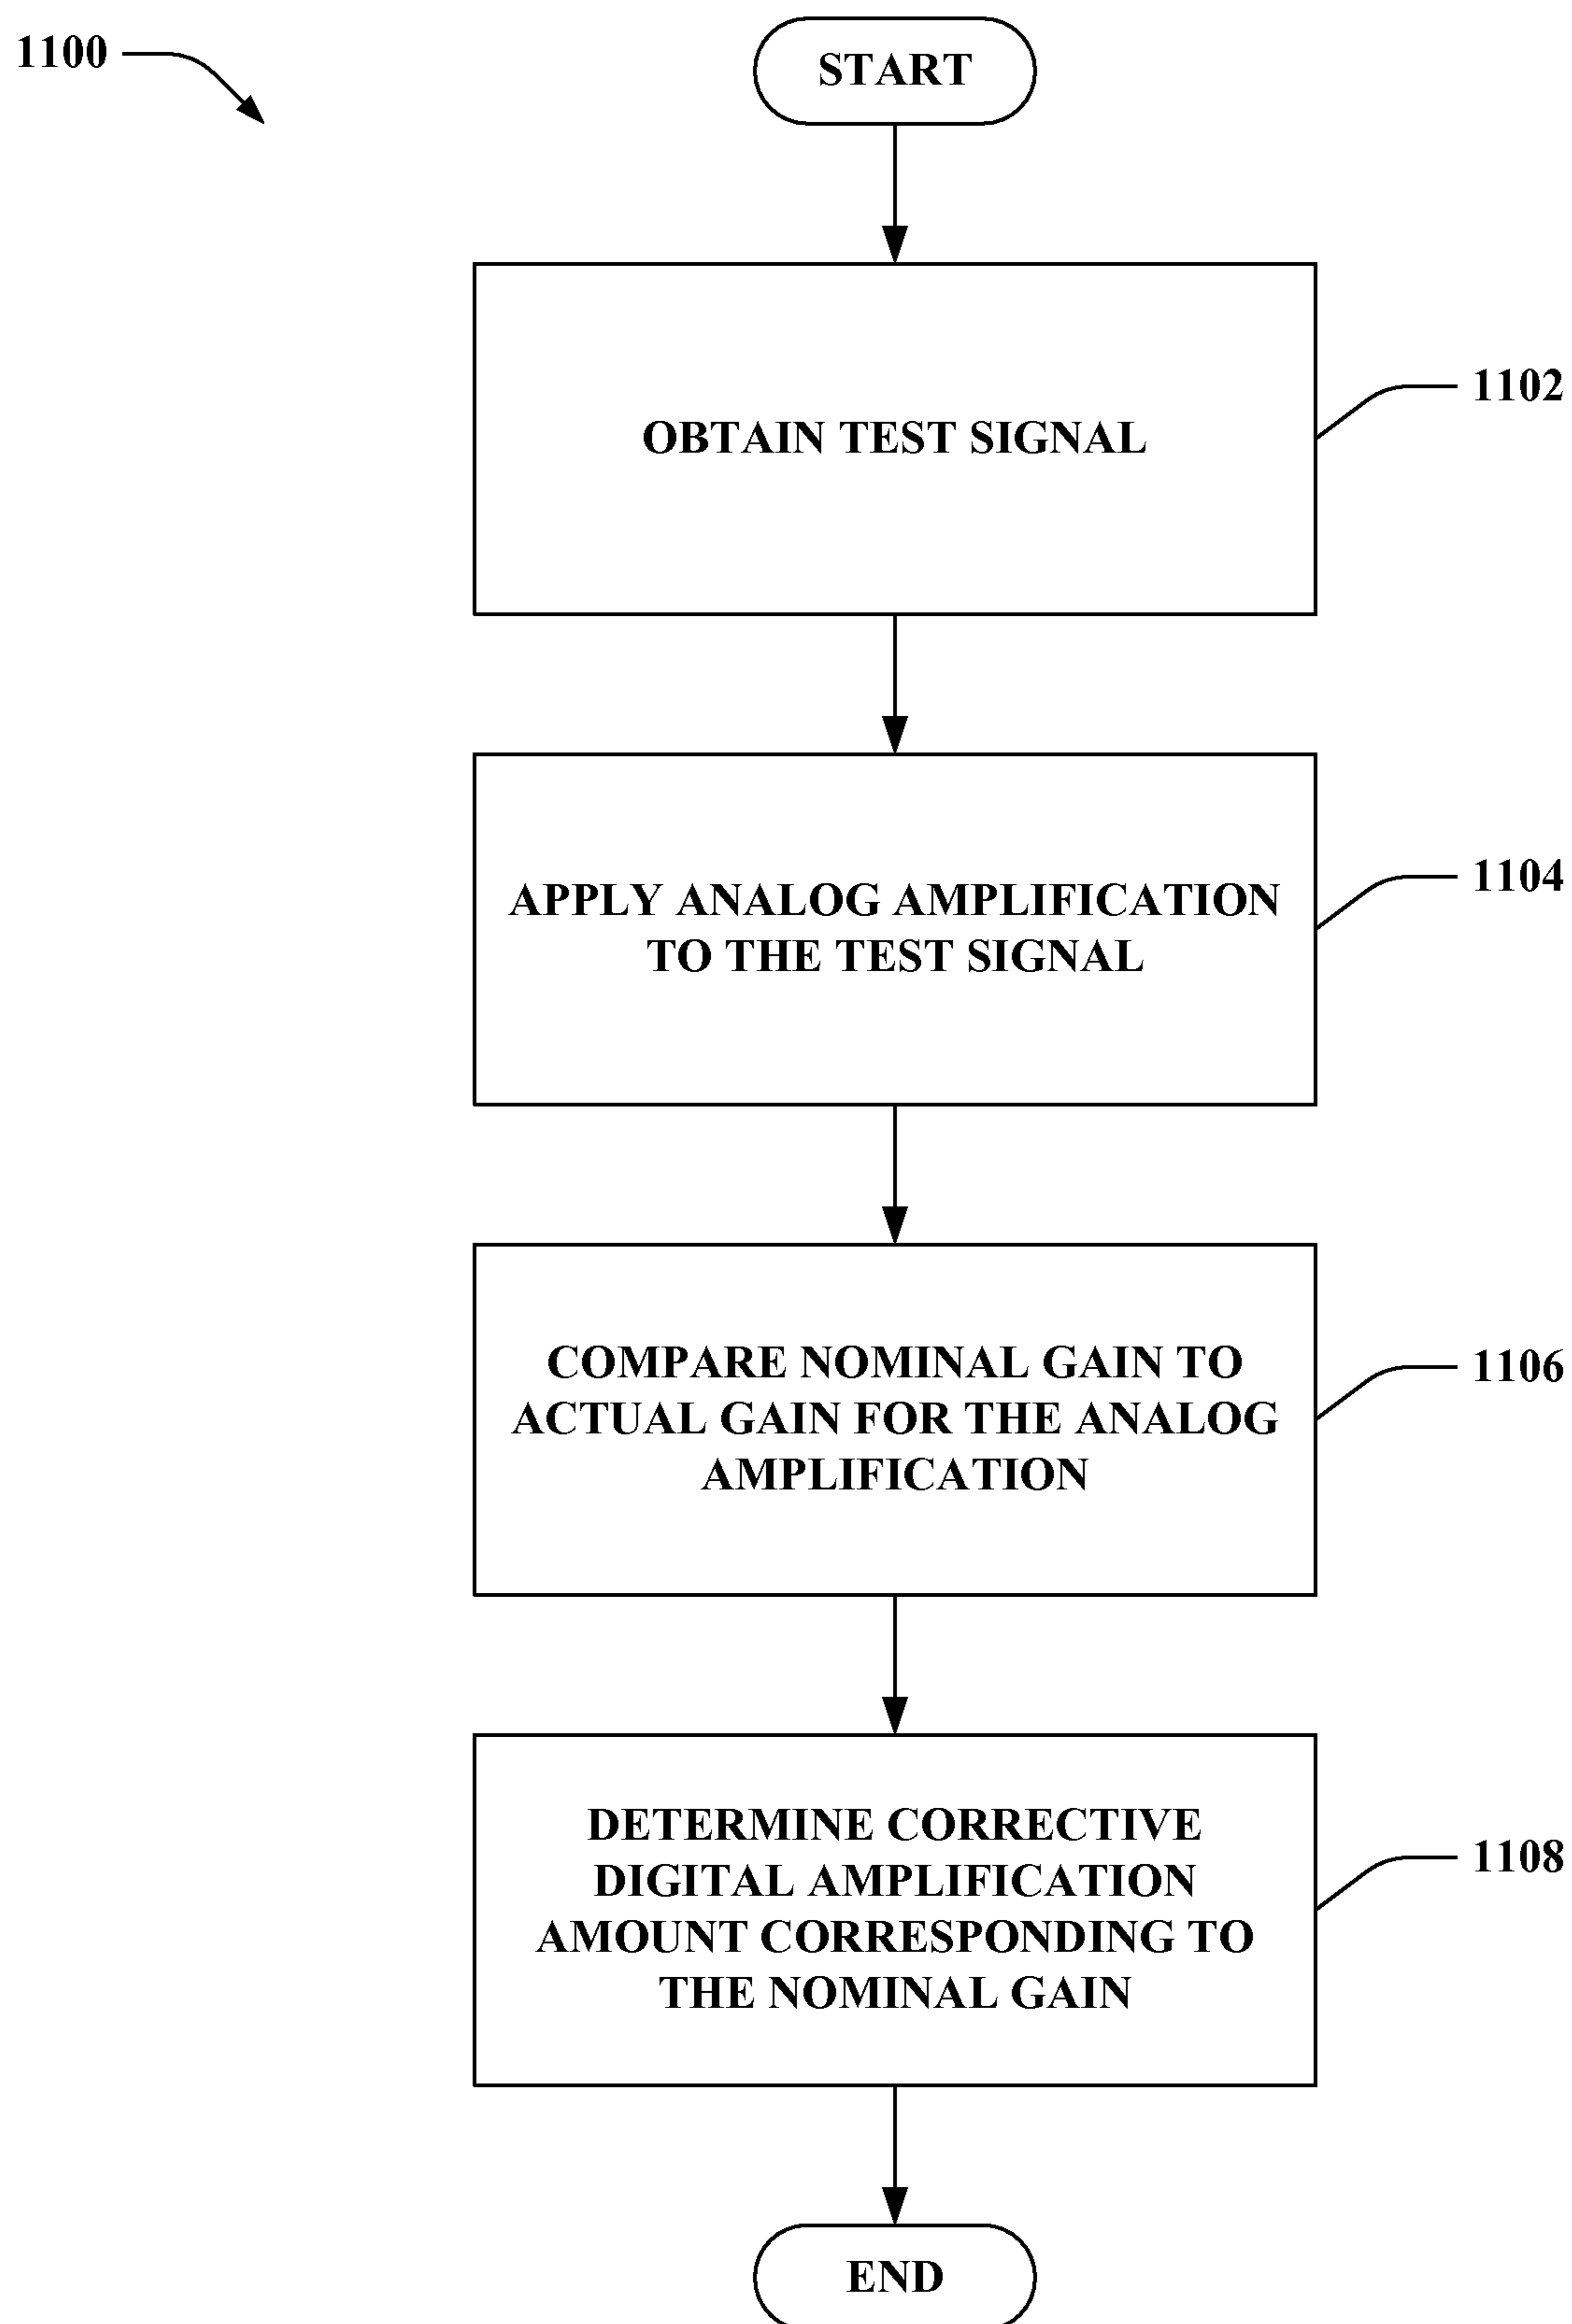 1100
START
OBTAIN TEST SIGNAL
1102
APPLY ANALOG AMPLIFICATION
TO THE TEST SIGNAL
1104
COMPARE NOMINAL GAIN TO
ACTUAL GAIN FOR THE ANALOG
AMPLIFICATION
1106
DETERMINE CORRECTIVE
DIGITAL AMPLIFICATION
AMOUNT CORRESPONDING TO
THE NOMINAL GAIN
1108
END